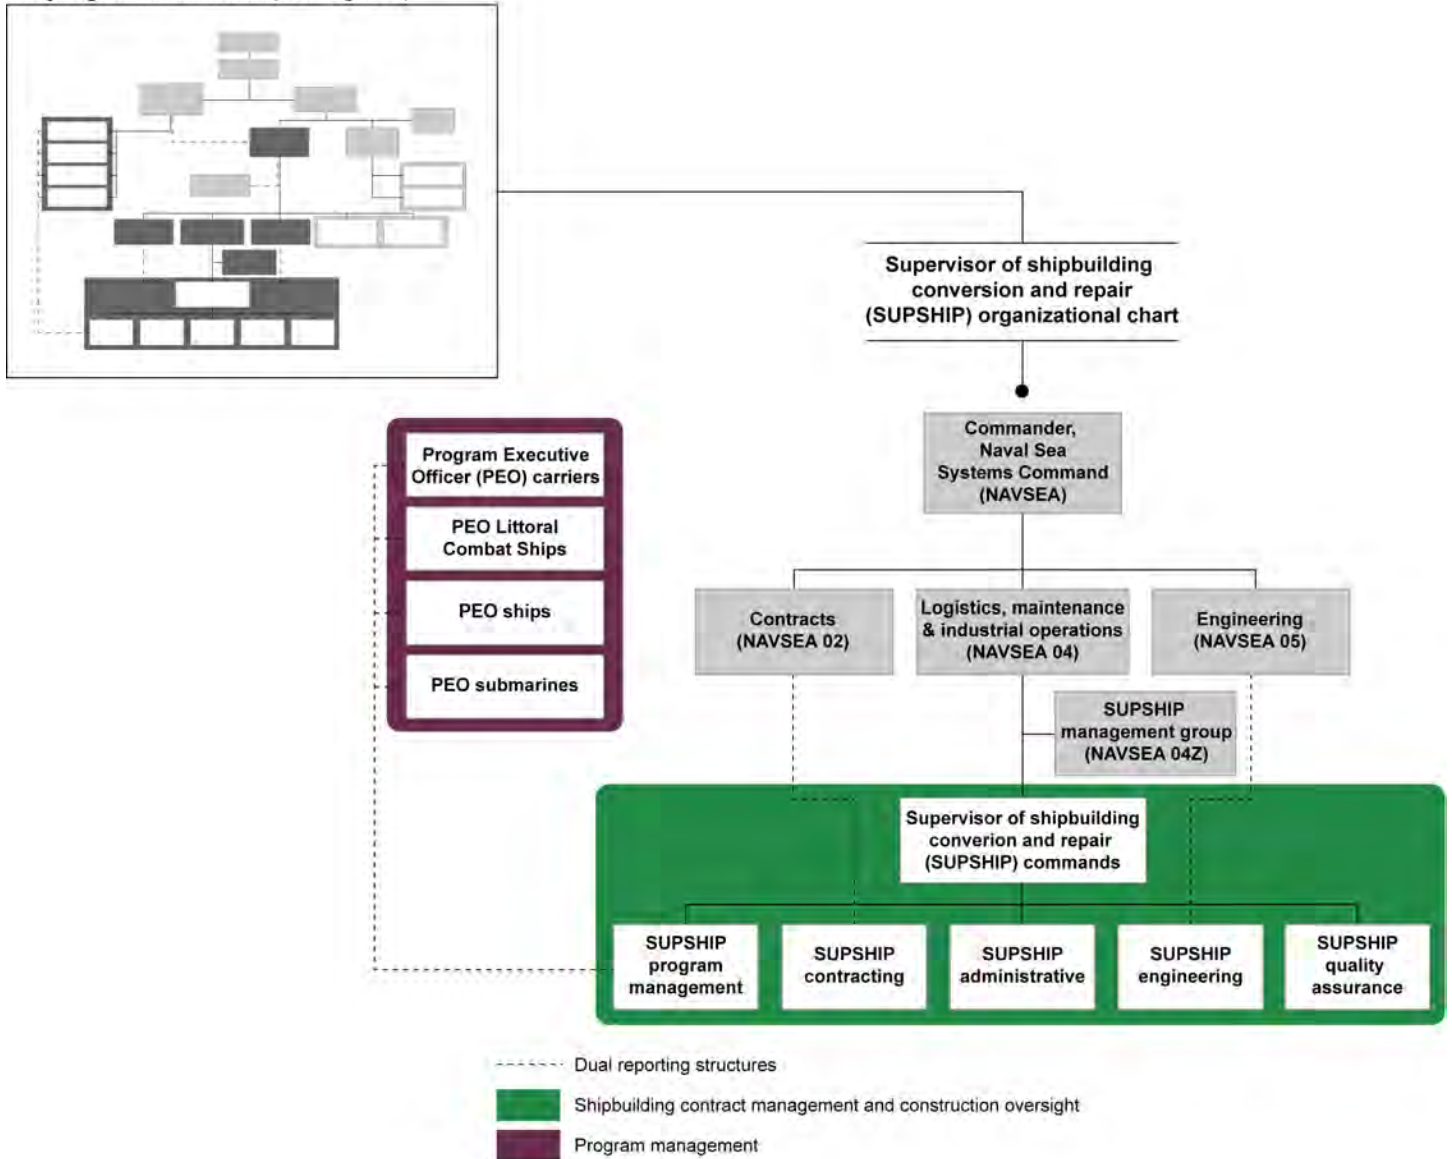 Supervisor of shipbuilding
conversion and repair
(SUPSHIP) organizational chart
Commander,
Naval Sea
Systems Command
(NAVSEA)
Program Executive
Officer (PEO) carriers
PEO Littoral
Combat Ships
PEO ships
PEO submarines
Contracts
(NAVSEA 02)
Logistics, maintenance
& industrial operations
(NAVSEA 04)
Engineering
(NAVSEA 05)
SUPSHIP
management group
(NAVSEA 04Z)
Supervisor of shipbuilding
converion and repair
(SUPSHIP) commands
SUPSHIP
program
management
SUPSHIP
contracting
SUPSHIP
administrative
SUPSHIP
engineering
SUPSHIP
quality
assurance
Dual reporting structures
Shipbuilding contract management and construction oversight
Program management